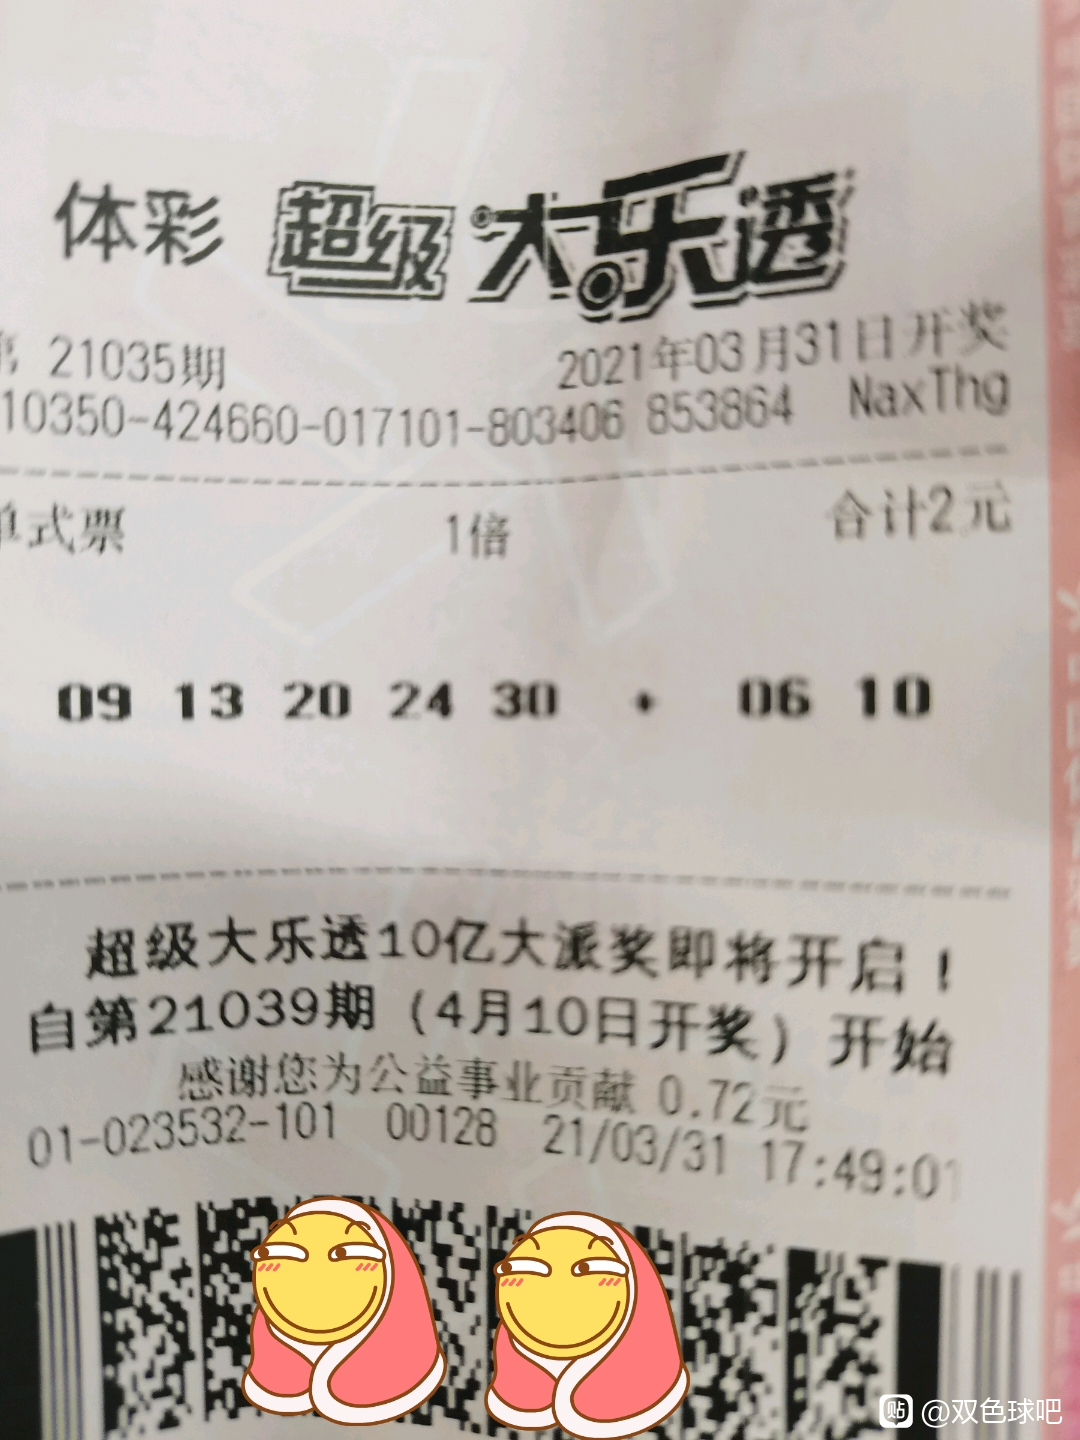 体彩 超级大乐透
第 21035期 2021年03月31日开奖
10350-424660-017101-803406 853864 NaxThg
单式票 1倍 合计2元
09 13 20 24 30 + 06 10
超级大乐透10亿大派奖即将开启！
自第21039期（4月10日开奖）开始
感谢您为公益事业贡献 0.72元
01-023532-101 00128 21/03/31 17:49:01
贴 @双色球吧